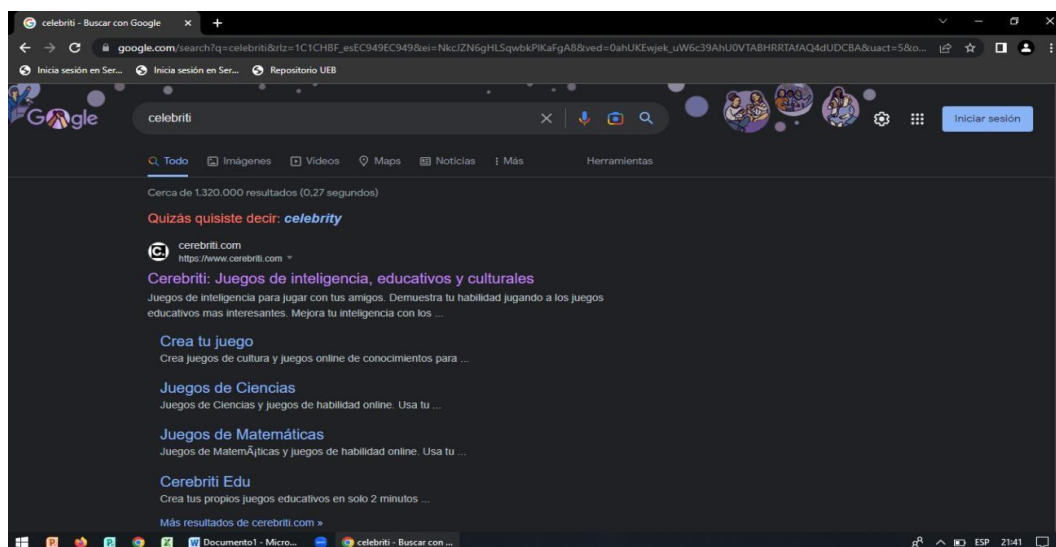 celebriti - Buscar con Google
google.com/search?q=celebriti&rlz=1C1CHBF_esEC949EC949&ei=NkcJZN6gHLSqwbkPlKaFgA8&ved=0ahUKEwjek_uW6c39AhU0VTABHRRTAfAQ4dUDCBA&uact=5&o...
Inicia sesión en Ser... Inicia sesión en Ser... Repositorio UEB
Google
celebriti
Iniciar sesión
Todo Imágenes Videos Maps Noticias Más Herramientas
Cerca de 1.320.000 resultados (0,27 segundos)
Quizás quisiste decir: celebrity
C.
cerebriti.com
https://www.cerebriti.com
Cerebriti: Juegos de inteligencia, educativos y culturales
Juegos de inteligencia para jugar con tus amigos. Demuestra tu habilidad jugando a los juegos
educativos mas interesantes. Mejora tu inteligencia con los ...
Crea tu juego
Crea juegos de cultura y juegos online de conocimientos para ...
Juegos de Ciencias
Juegos de Ciencias y juegos de habilidad online. Usa tu ...
Juegos de Matemáticas
Juegos de MatemÃ¡ticas y juegos de habilidad online. Usa tu ...
Cerebriti Edu
Crea tus propios juegos educativos en solo 2 minutos ...
Más resultados de cerebriti.com »
Documento1 - Micro... celebriti - Buscar con ... ESP 21:41